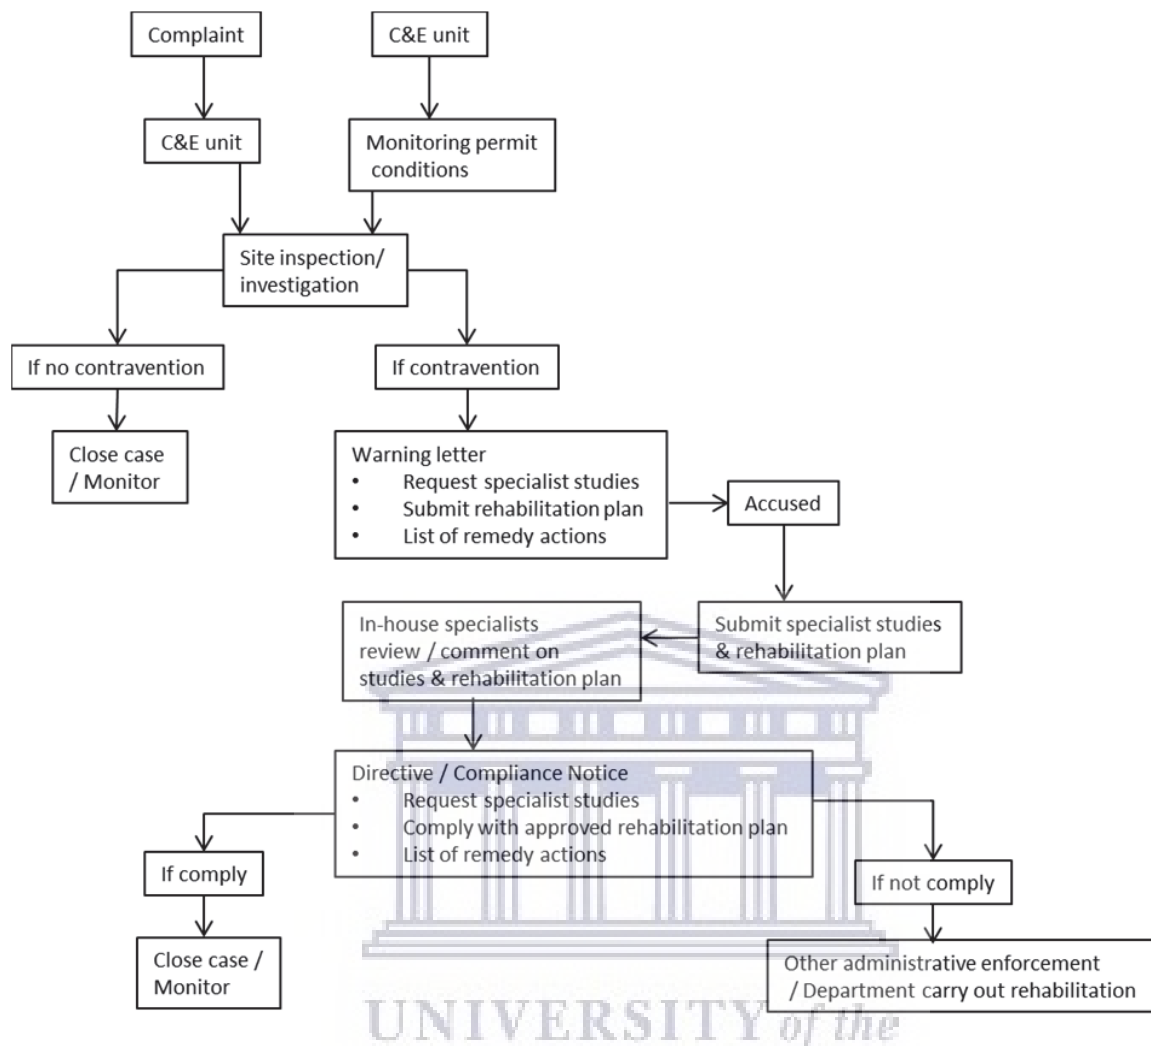 Complaint
C&E unit
C&E unit
Monitoring permit
conditions
Site inspection/
investigation
If no contravention
If contravention
Close case
/ Monitor
Warning letter
• Request specialist studies
• Submit rehabilitation plan
• List of remedy actions
Accused
In-house specialists
review / comment on
studies & rehabilitation plan
Submit specialist studies
& rehabilitation plan
Directive / Compliance Notice
• Request specialist studies
• Comply with approved rehabilitation plan
• List of remedy actions
If comply
If not comply
Close case /
Monitor
Other administrative enforcement
/ Department carry out rehabilitation
UNIVERSITY of the